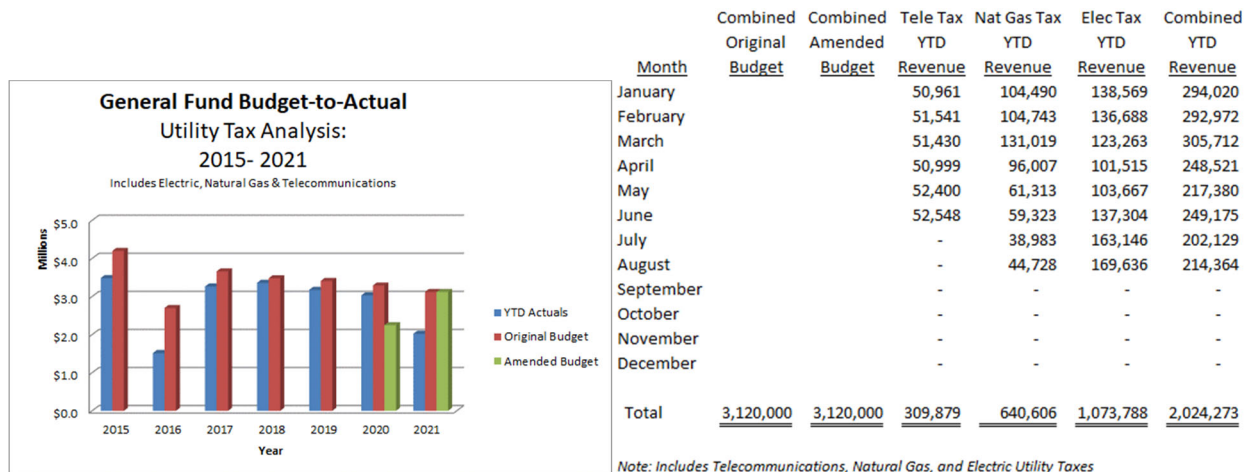 General Fund Budget-to-Actual
Utility Tax Analysis:
2015- 2021
Includes Electric, Natural Gas & Telecommunications
Millions
$5.0
$4.0
$3.0
$2.0
$1.0
$0.0
2015 2016 2017 2018 2019 2020 2021
Year
YTD Actuals
Original Budget
Amended Budget
Combined Combined Tele Tax Nat Gas Tax Elec Tax Combined
Original Amended YTD YTD YTD YTD
Month Budget Budget Revenue Revenue Revenue Revenue
January 50,961 104,490 138,569 294,020
February 51,541 104,743 136,688 292,972
March 51,430 131,019 123,263 305,712
April 50,999 96,007 101,515 248,521
May 52,400 61,313 103,667 217,380
June 52,548 59,323 137,304 249,175
July - 38,983 163,146 202,129
August - 44,728 169,636 214,364
September - - - -
October - - - -
November - - - -
December - - - -
Total 3,120,000 3,120,000 309,879 640,606 1,073,788 2,024,273
Note: Includes Telecommunications, Natural Gas, and Electric Utility Taxes